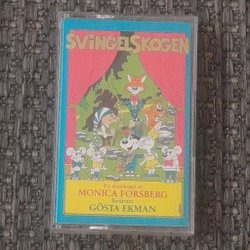 SVINGELSKOGEN
En musiksaga av
MONICA FORSBERG
Berättare:
GÖSTA EKMAN